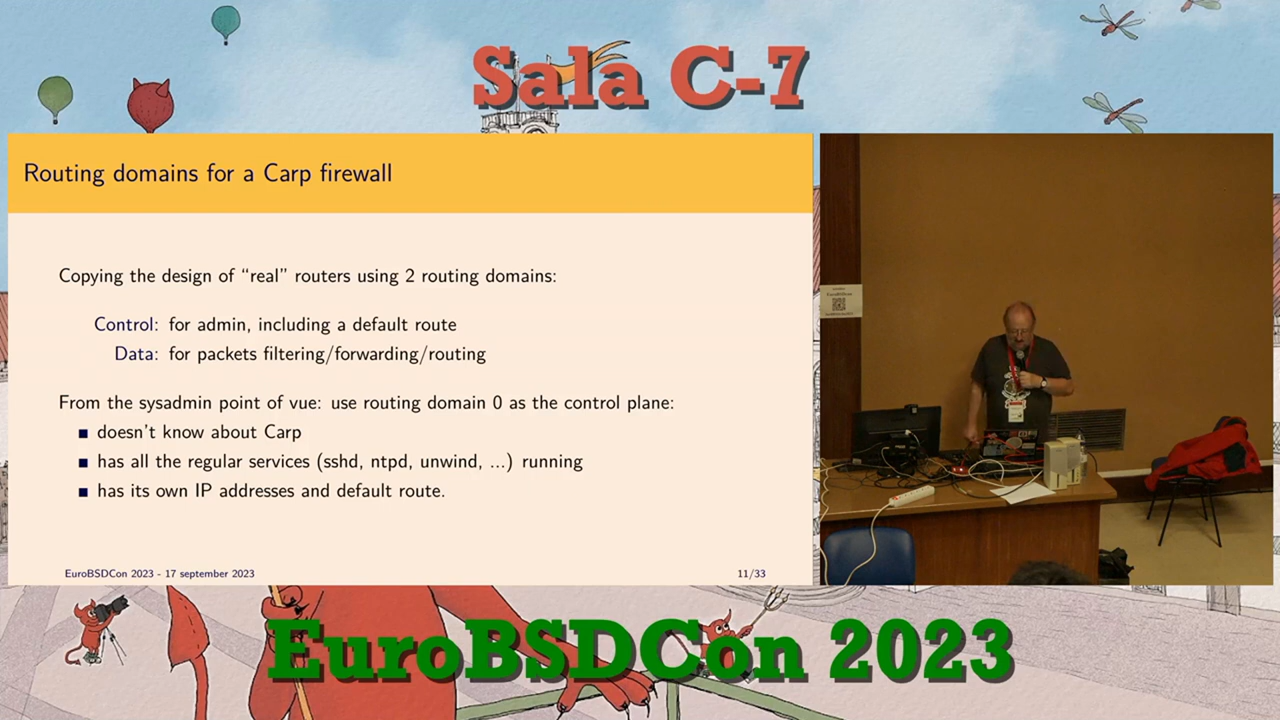 Sala C-7
Routing domains for a Carp firewall
Copying the design of “real” routers using 2 routing domains:
Control: for admin, including a default route
Data: for packets filtering/forwarding/routing
From the sysadmin point of vue: use routing domain 0 as the control plane:
■ doesn’t know about Carp
■ has all the regular services (sshd, ntpd, unwind, ...) running
■ has its own IP addresses and default route.
EuroBSDCon 2023 - 17 september 2023
11/33
EuroBSDCon 2023